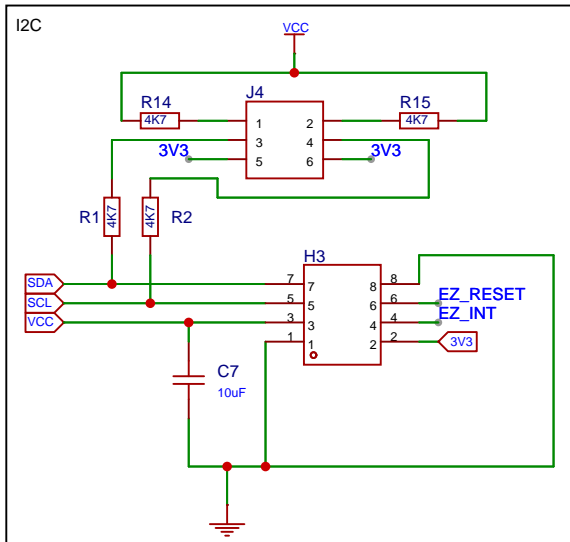 I2C
VCC
J4
R14
R15
4K7
4K7
1
2
3
4
3V3
5
6
3V3
R1
4K7
4K7
R2
H3
SDA
7
7
8
8
EZ_RESET
SCL
5
5
6
6
EZ_INT
VCC
3
3
4
4
1
1
2
2
3V3
C7
10uF